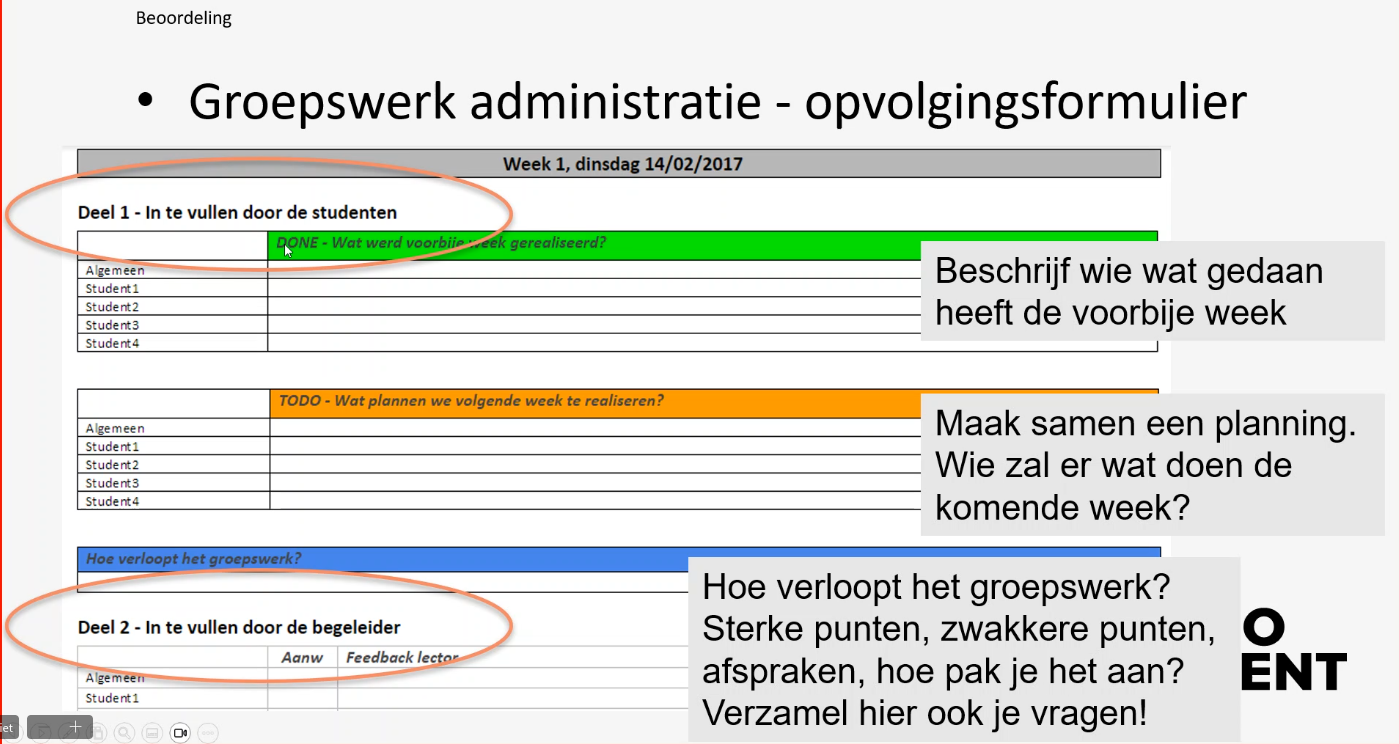 Beoordeling
• Groepswerk administratie - opvolgingsformulier
Week 1, dinsdag 14/02/2017
Deel 1 - In te vullen door de studenten
DONE - Wat werd voorbije week gerealiseerd?
Algemeen
Student1
Student2
Student3
Student4
Beschrijf wie wat gedaan
heeft de voorbije week
TODO - Wat plannen we volgende week te realiseren?
Algemeen
Student1
Student2
Student3
Student4
Maak samen een planning.
Wie zal er wat doen de
komende week?
Hoe verloopt het groepswerk?
Hoe verloopt het groepswerk?
Sterke punten, zwakkere punten,
afspraken, hoe pak je het aan?
Verzamel hier ook je vragen!
Deel 2 - In te vullen door de begeleider
Aanw Feedback lector
Algemeen
Student1
O
ENT
iet